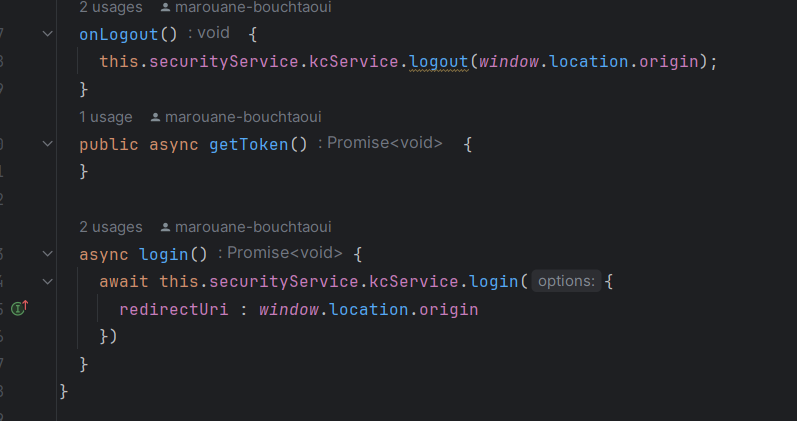 2 usages marouane-bouchtaoui
onLogout() : void {
this.securityService.kcService.logout(window.location.origin);
}
1 usage marouane-bouchtaoui
public async getToken() : Promise<void> {
}
2 usages marouane-bouchtaoui
async login() : Promise<void> {
await this.securityService.kcService.login( options: {
redirectUri : window.location.origin
})
}
}